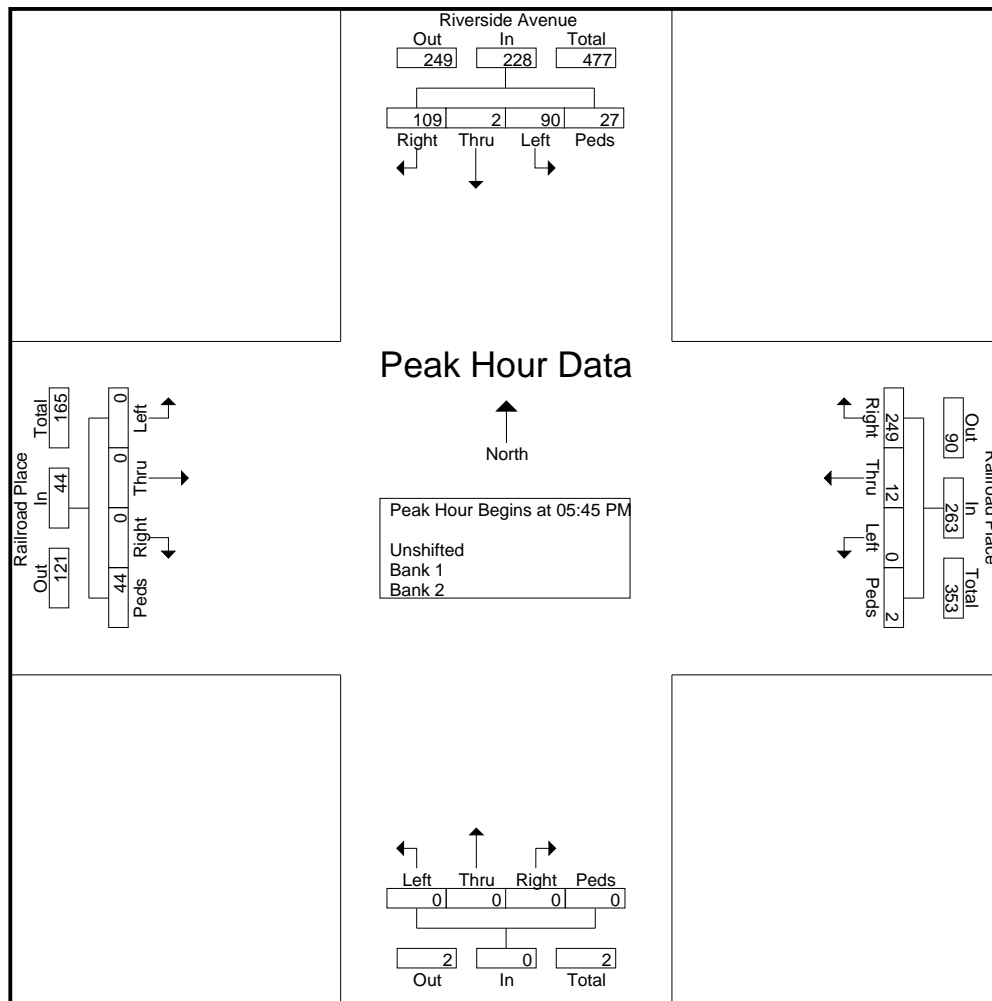 Riverside Avenue
Out In Total
249 228 477
109 2 90 27
Right Thru Left Peds
Peak Hour Data
North
Peak Hour Begins at 05:45 PM
Unshifted
Bank 1
Bank 2
Railroad Place
Out In Total
121 44 165
44 0 0 0
Peds Right Thru Left
Railroad Place
Out In Total
90 263 353
249 12 0 2
Right Thru Left Peds
Left Thru Right Peds
0 0 0 0
2 0 2
Out In Total